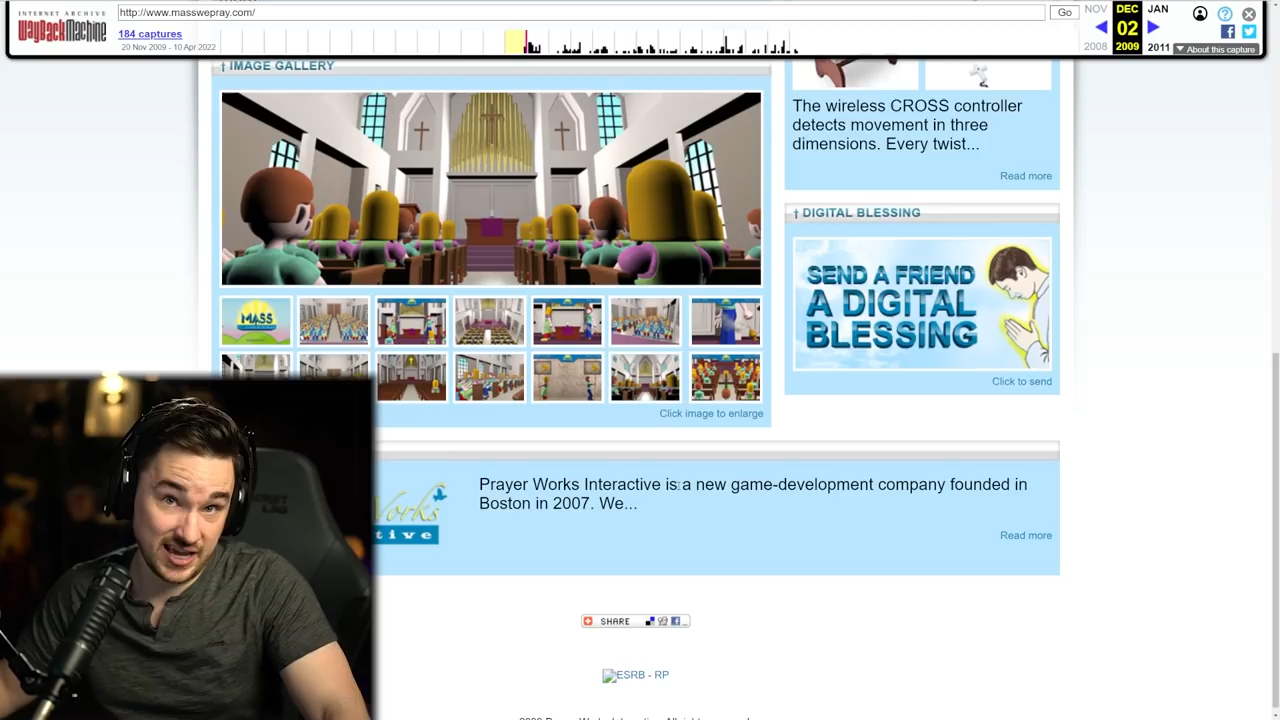 INTERNET ARCHIVE
WayBackMachine
http://www.masswepray.com/
Go
184 captures
20 Nov 2009 - 10 Apr 2022
NOV
DEC
JAN
02
2008
2009
2011
About this capture
† IMAGE GALLERY
MASS
Click image to enlarge
The wireless CROSS controller
detects movement in three
dimensions. Every twist...
Read more
† DIGITAL BLESSING
SEND A FRIEND
A DIGITAL
BLESSING
Click to send
Works
ctive
Prayer Works Interactive is a new game-development company founded in
Boston in 2007. We...
Read more
SHARE
ESRB - RP